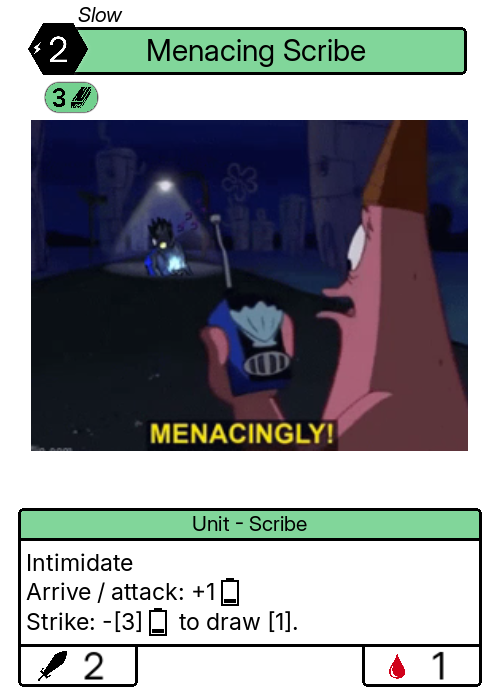 Slow
2
Menacing Scribe
3
MENACINGLY!
Unit - Scribe
Intimidate
Arrive / attack: +1
Strike: -[3] to draw [1].
2
1